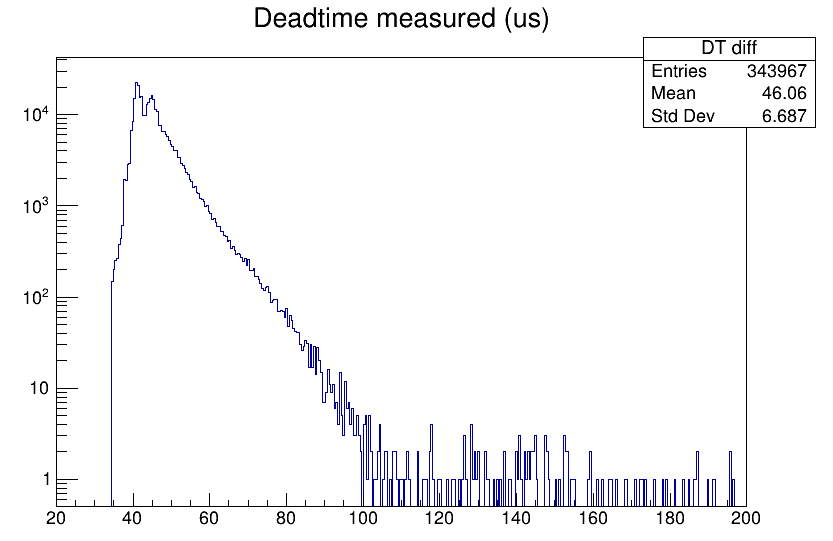 Deadtime measured (us)
DT diff
Entries 343967
Mean 46.06
Std Dev 6.687
10⁴
10³
10²
10
1
20 40 60 80 100 120 140 160 180 200